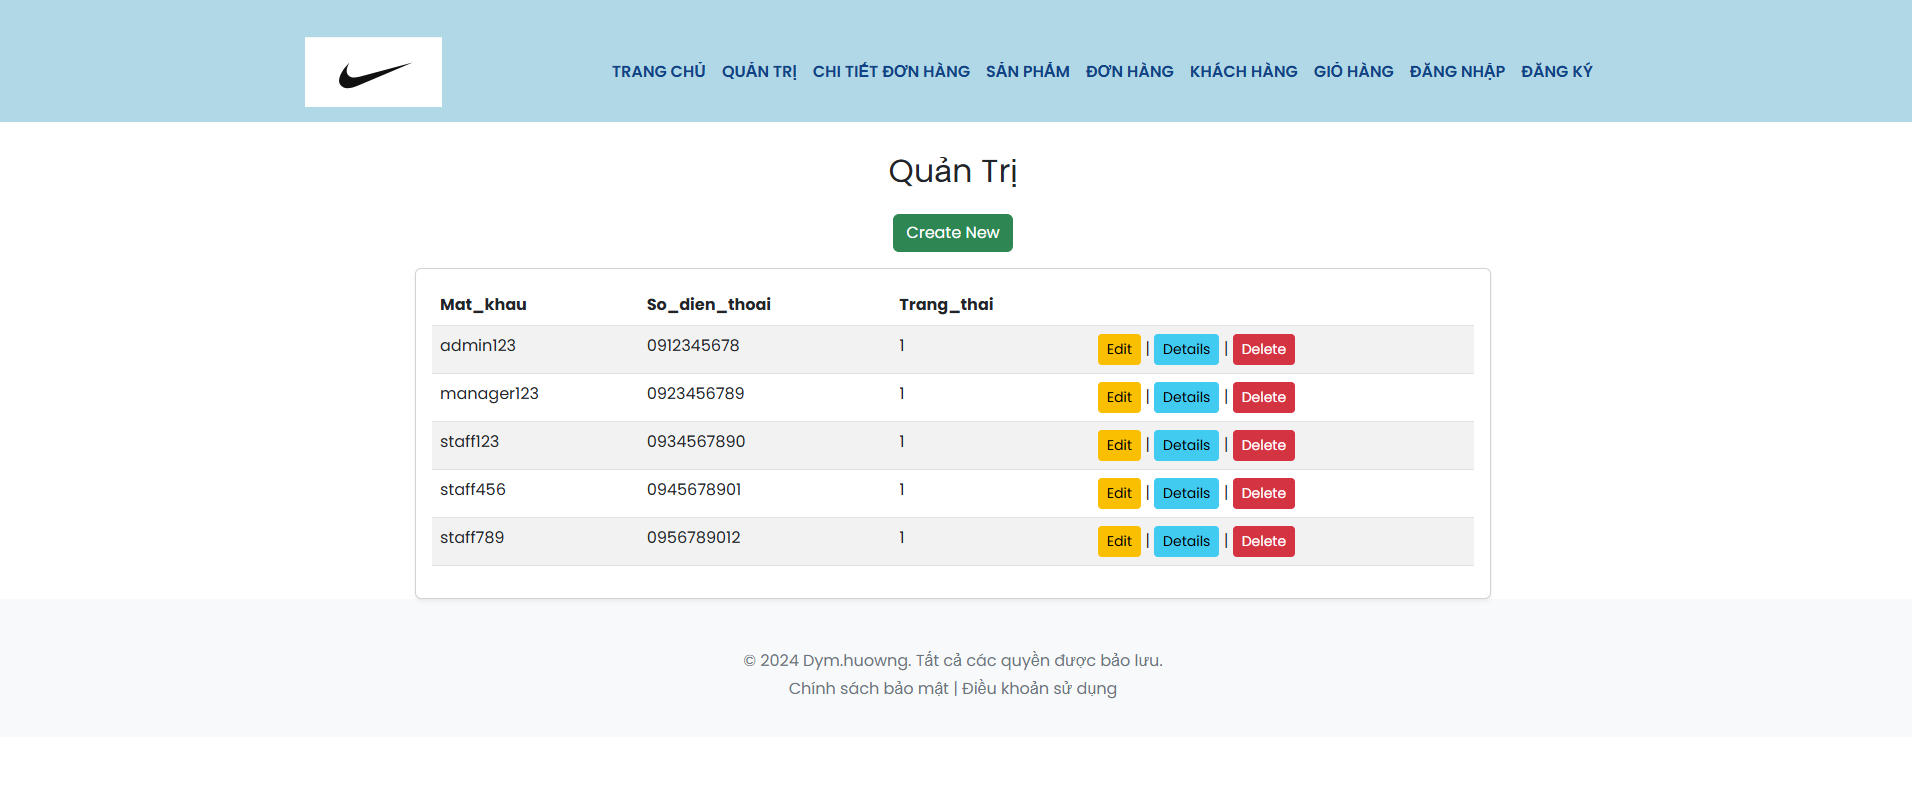 TRANG CHỦ QUẢN TRỊ CHI TIẾT ĐƠN HÀNG SẢN PHẨM ĐƠN HÀNG KHÁCH HÀNG GIỎ HÀNG ĐĂNG NHẬP ĐĂNG KÝ
Quản Trị
Create New
Mat_khau So_dien_thoai Trang_thai
admin123 0912345678 1 Edit | Details | Delete
manager123 0923456789 1 Edit | Details | Delete
staff123 0934567890 1 Edit | Details | Delete
staff456 0945678901 1 Edit | Details | Delete
staff789 0956789012 1 Edit | Details | Delete
© 2024 Dym.huowng. Tất cả các quyền được bảo lưu.
Chính sách bảo mật | Điều khoản sử dụng